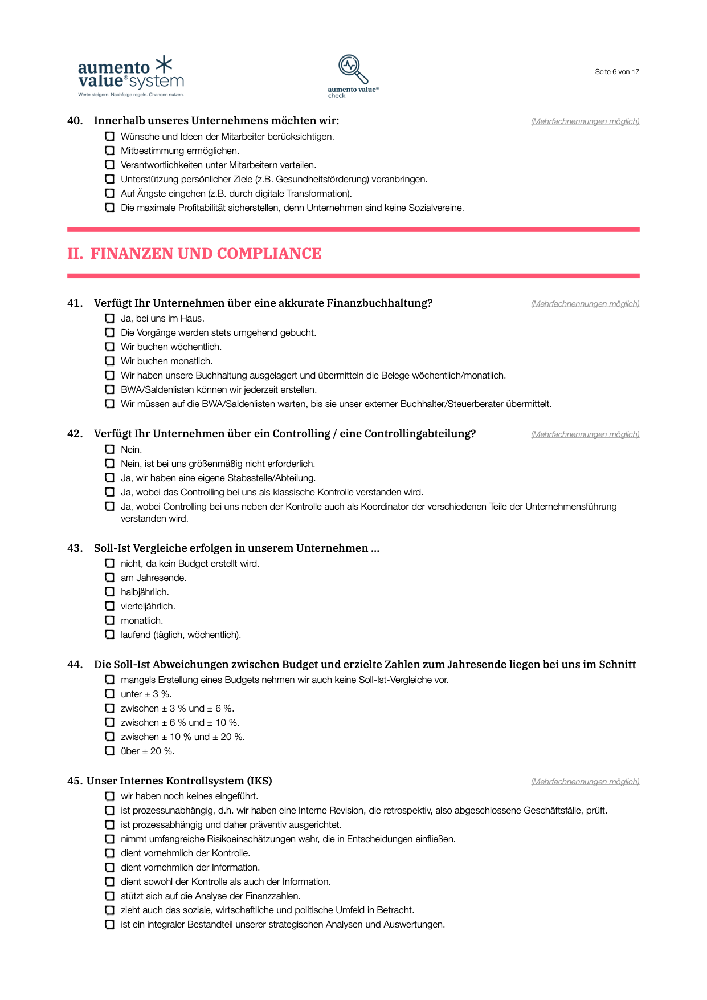 aumento
value®system
Werte steigern. Nachfolge regeln. Chancen nutzen.
aumento value®
check
Seite 6 von 17
40. Innerhalb unseres Unternehmens möchten wir: (Mehrfachnennungen möglich)
Wünsche und Ideen der Mitarbeiter berücksichtigen.
Mitbestimmung ermöglichen.
Verantwortlichkeiten unter Mitarbeitern verteilen.
Unterstützung persönlicher Ziele (z.B. Gesundheitsförderung) voranbringen.
Auf Ängste eingehen (z.B. durch digitale Transformation).
Die maximale Profitabilität sicherstellen, denn Unternehmen sind keine Sozialvereine.
II. FINANZEN UND COMPLIANCE
41. Verfügt Ihr Unternehmen über eine akkurate Finanzbuchhaltung? (Mehrfachnennungen möglich)
Ja, bei uns im Haus.
Die Vorgänge werden stets umgehend gebucht.
Wir buchen wöchentlich.
Wir buchen monatlich.
Wir haben unsere Buchhaltung ausgelagert und übermitteln die Belege wöchentlich/monatlich.
BWA/Saldenlisten können wir jederzeit erstellen.
Wir müssen auf die BWA/Saldenlisten warten, bis sie unser externer Buchhalter/Steuerberater übermittelt.
42. Verfügt Ihr Unternehmen über ein Controlling / eine Controllingabteilung? (Mehrfachnennungen möglich)
Nein.
Nein, ist bei uns größenmäßig nicht erforderlich.
Ja, wir haben eine eigene Stabsstelle/Abteilung.
Ja, wobei das Controlling bei uns als klassische Kontrolle verstanden wird.
Ja, wobei Controlling bei uns neben der Kontrolle auch als Koordinator der verschiedenen Teile der Unternehmensführung
verstanden wird.
43. Soll-Ist Vergleiche erfolgen in unserem Unternehmen ...
nicht, da kein Budget erstellt wird.
am Jahresende.
halbjährlich.
vierteljährlich.
monatlich.
laufend (täglich, wöchentlich).
44. Die Soll-Ist Abweichungen zwischen Budget und erzielte Zahlen zum Jahresende liegen bei uns im Schnitt
mangels Erstellung eines Budgets nehmen wir auch keine Soll-Ist-Vergleiche vor.
unter ± 3 %.
zwischen ± 3 % und ± 6 %.
zwischen ± 6 % und ± 10 %.
zwischen ± 10 % und ± 20 %.
über ± 20 %.
45. Unser Internes Kontrollsystem (IKS) (Mehrfachnennungen möglich)
wir haben noch keines eingeführt.
ist prozessunabhängig, d.h. wir haben eine Interne Revision, die retrospektiv, also abgeschlossene Geschäftsfälle, prüft.
ist prozessabhängig und daher präventiv ausgerichtet.
nimmt umfangreiche Risikoeinschätzungen wahr, die in Entscheidungen einfließen.
dient vornehmlich der Kontrolle.
dient vornehmlich der Information.
dient sowohl der Kontrolle als auch der Information.
stützt sich auf die Analyse der Finanzzahlen.
zieht auch das soziale, wirtschaftliche und politische Umfeld in Betracht.
ist ein integraler Bestandteil unserer strategischen Analysen und Auswertungen.